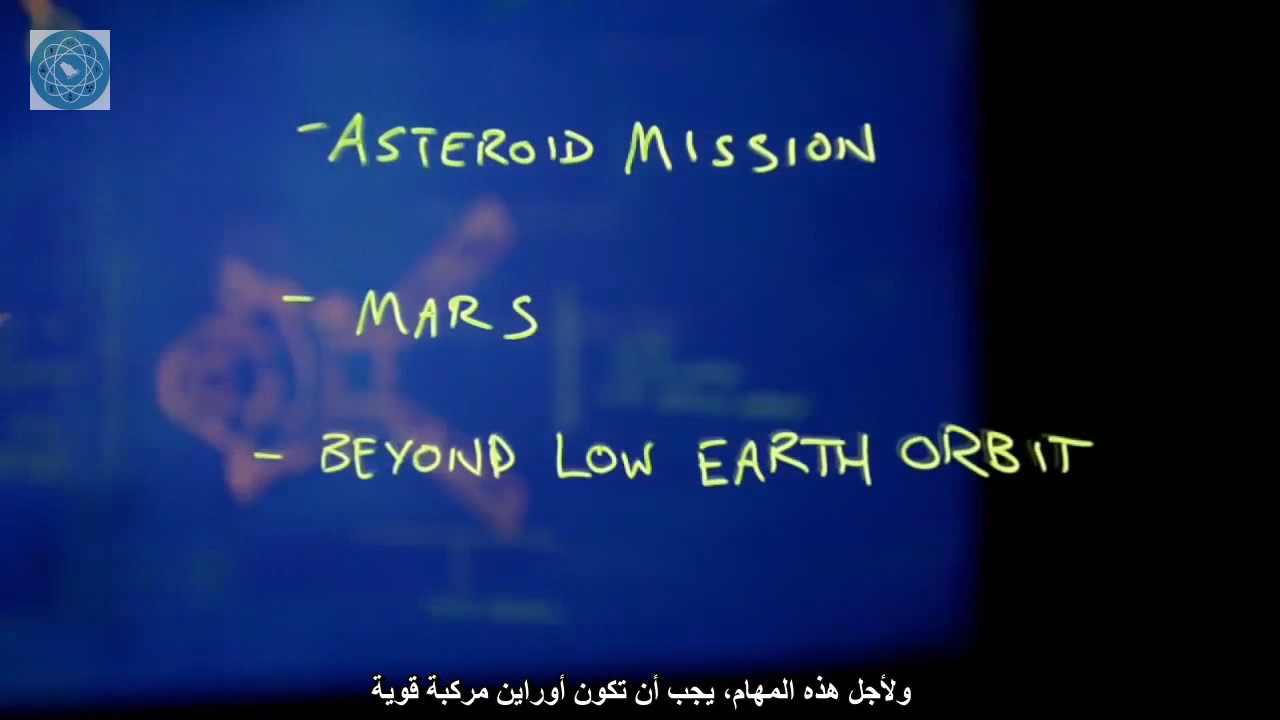 - ASTEROID MISSION
- MARS
- BEYOND LOW EARTH ORBIT
ولأجل هذه المهام، يجب أن تكون أوراين مركبة قوية